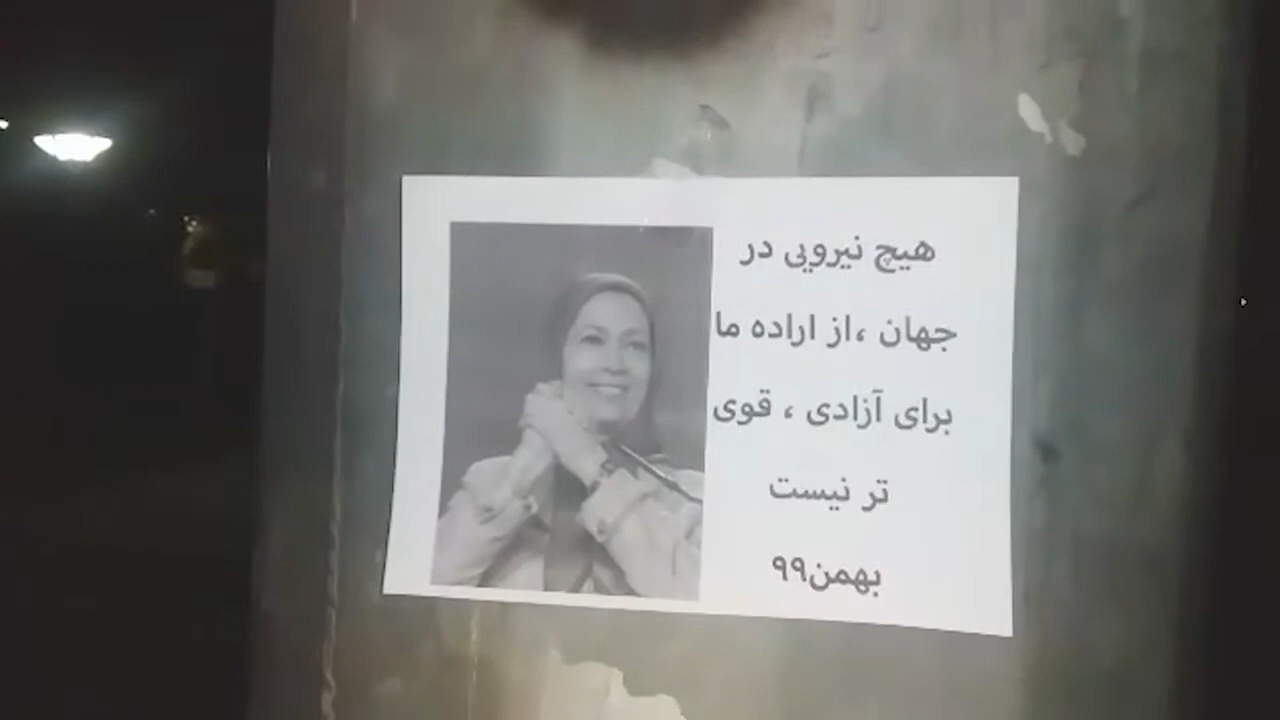 هیچ نیرویی در
جهان ،از اراده ما
برای آزادی ، قوی
تر نیست
بهمن۹۹